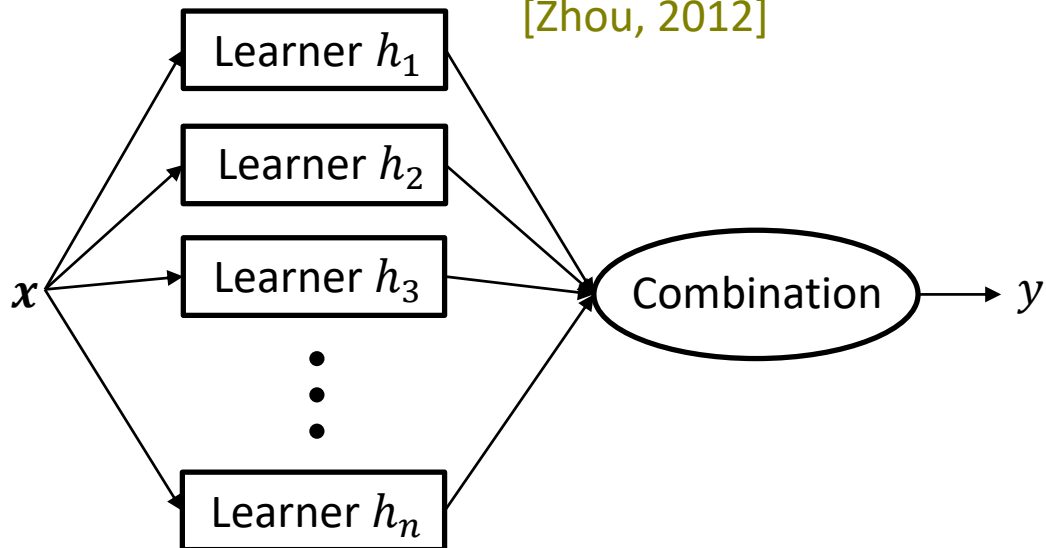 [Zhou, 2012]
Learner h₁
Learner h₂
Learner h₃
x
Combination
y
Learner hₙ